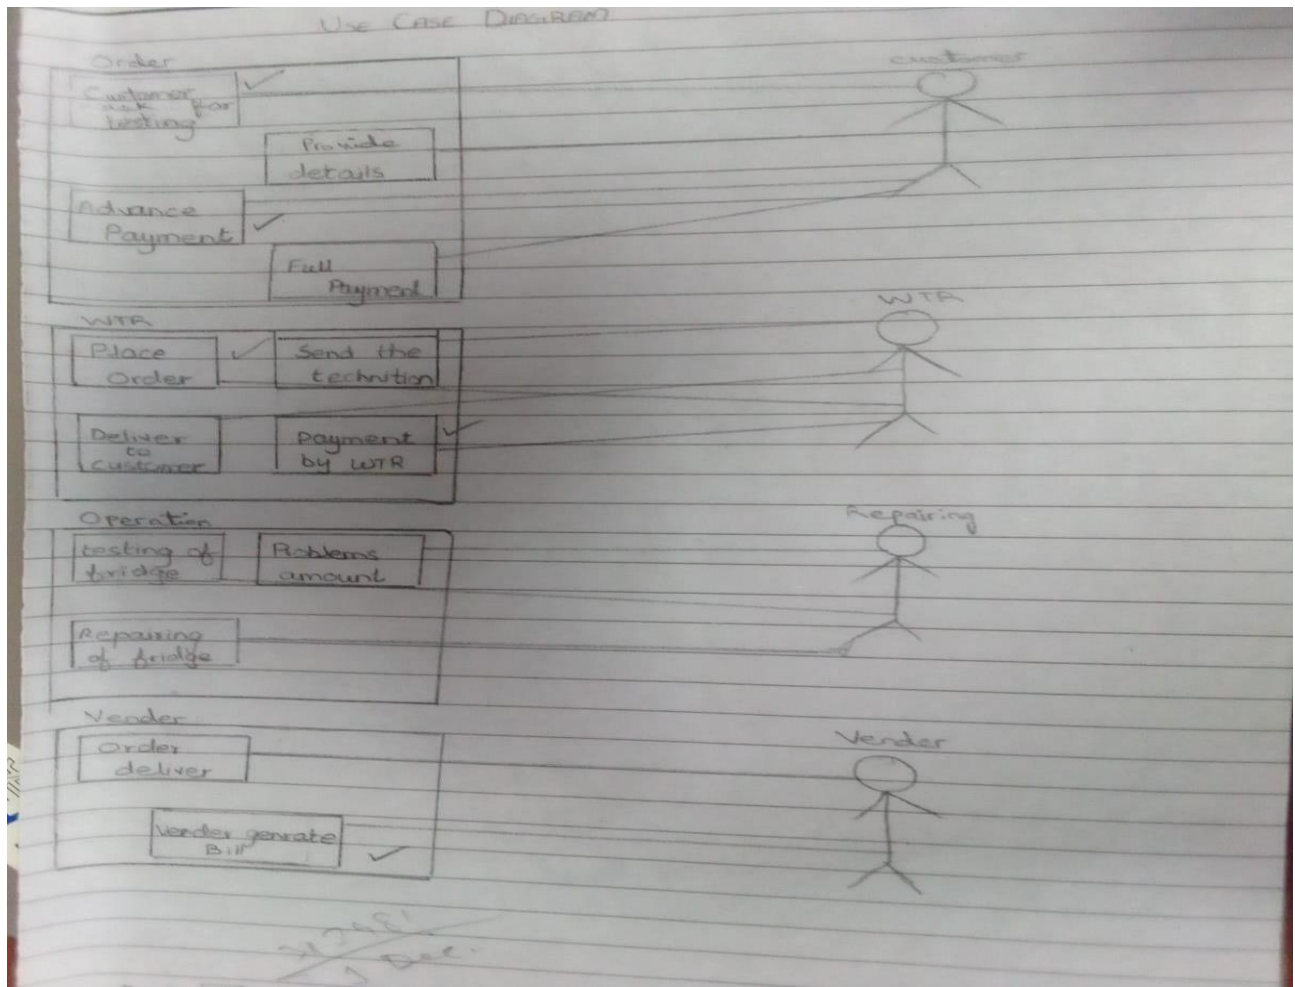 USE CASE DIAGRAM
Order
customer
Customer
ask for
testing
Provide
details
Advance
Payment
Full
Payment
WTR
WTR
Place
Order
Send the
technition
Deliver
to
customer
payment
by WTR
Operation
Repairing
testing of
fridge
Problems
amount
Repairing
of fridge
Vender
Vender
Order
deliver
Vender genrate
Bill
Dec.